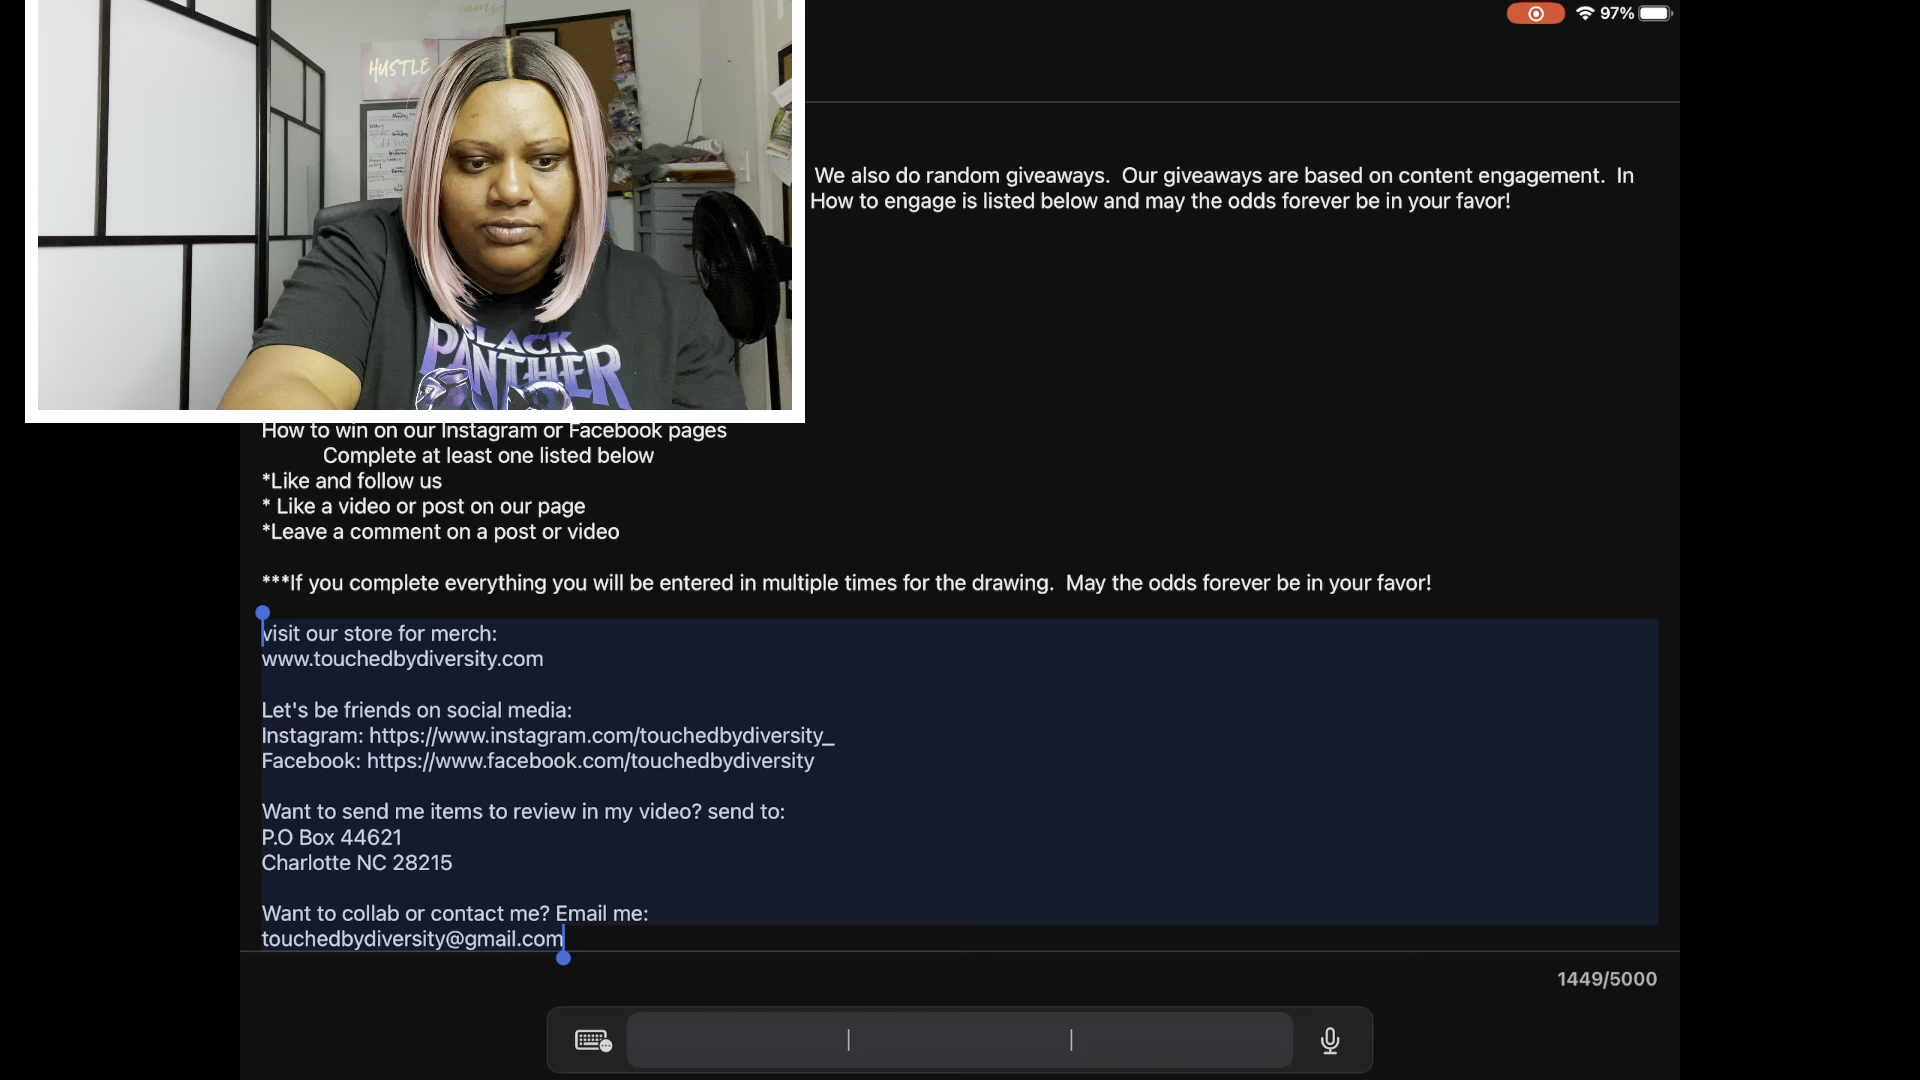 97%
HUSTLE
We also do random giveaways.  Our giveaways are based on content engagement.  In
How to engage is listed below and may the odds forever be in your favor!
BLACK
PANTHER
How to win on our Instagram or Facebook pages
Complete at least one listed below
*Like and follow us
* Like a video or post on our page
*Leave a comment on a post or video
***If you complete everything you will be entered in multiple times for the drawing.  May the odds forever be in your favor!
visit our store for merch:
www.touchedbydiversity.com
Let's be friends on social media:
Instagram: https://www.instagram.com/touchedbydiversity_
Facebook: https://www.facebook.com/touchedbydiversity
Want to send me items to review in my video? send to:
P.O Box 44621
Charlotte NC 28215
Want to collab or contact me? Email me:
touchedbydiversity@gmail.com
1449/5000